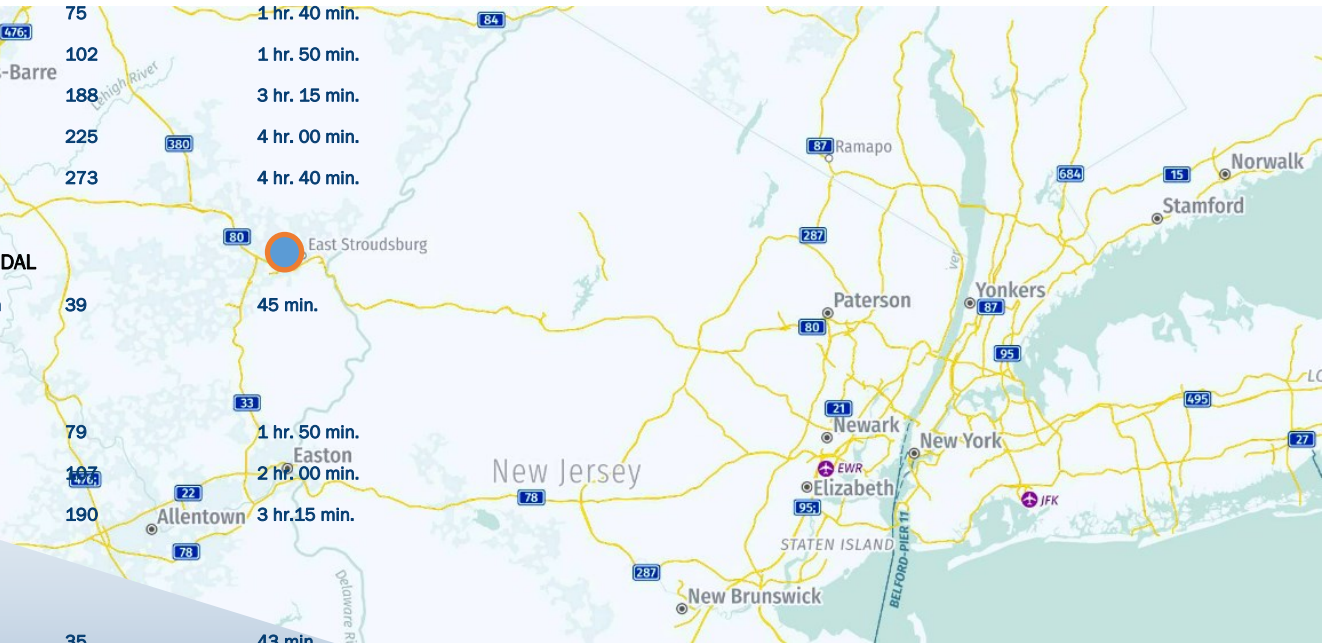 75 1 hr. 40 min.
84
476;
102 1 hr. 50 min.
-Barre
Lehigh River
188 3 hr. 15 min.
225 4 hr. 00 min.
380
87 Ramapo
273 4 hr. 40 min.
684
15
Norwalk
Stamford
80
East Stroudsburg
287
DAL
ver
39 45 min.
Paterson
Yonkers
87
80
95
33
21
495
LO
79 1 hr. 50 min.
Newark
New York
27
Easton
107 2 hr. 00 min.
476;
New Jersey
EWR
22
78
Elizabeth
JFK
190 3 hr.15 min.
Allentown
95;
78
STATEN ISLAND
BELFORD-PIER 11
287
New Brunswick
Delaware Ri
35 43 min